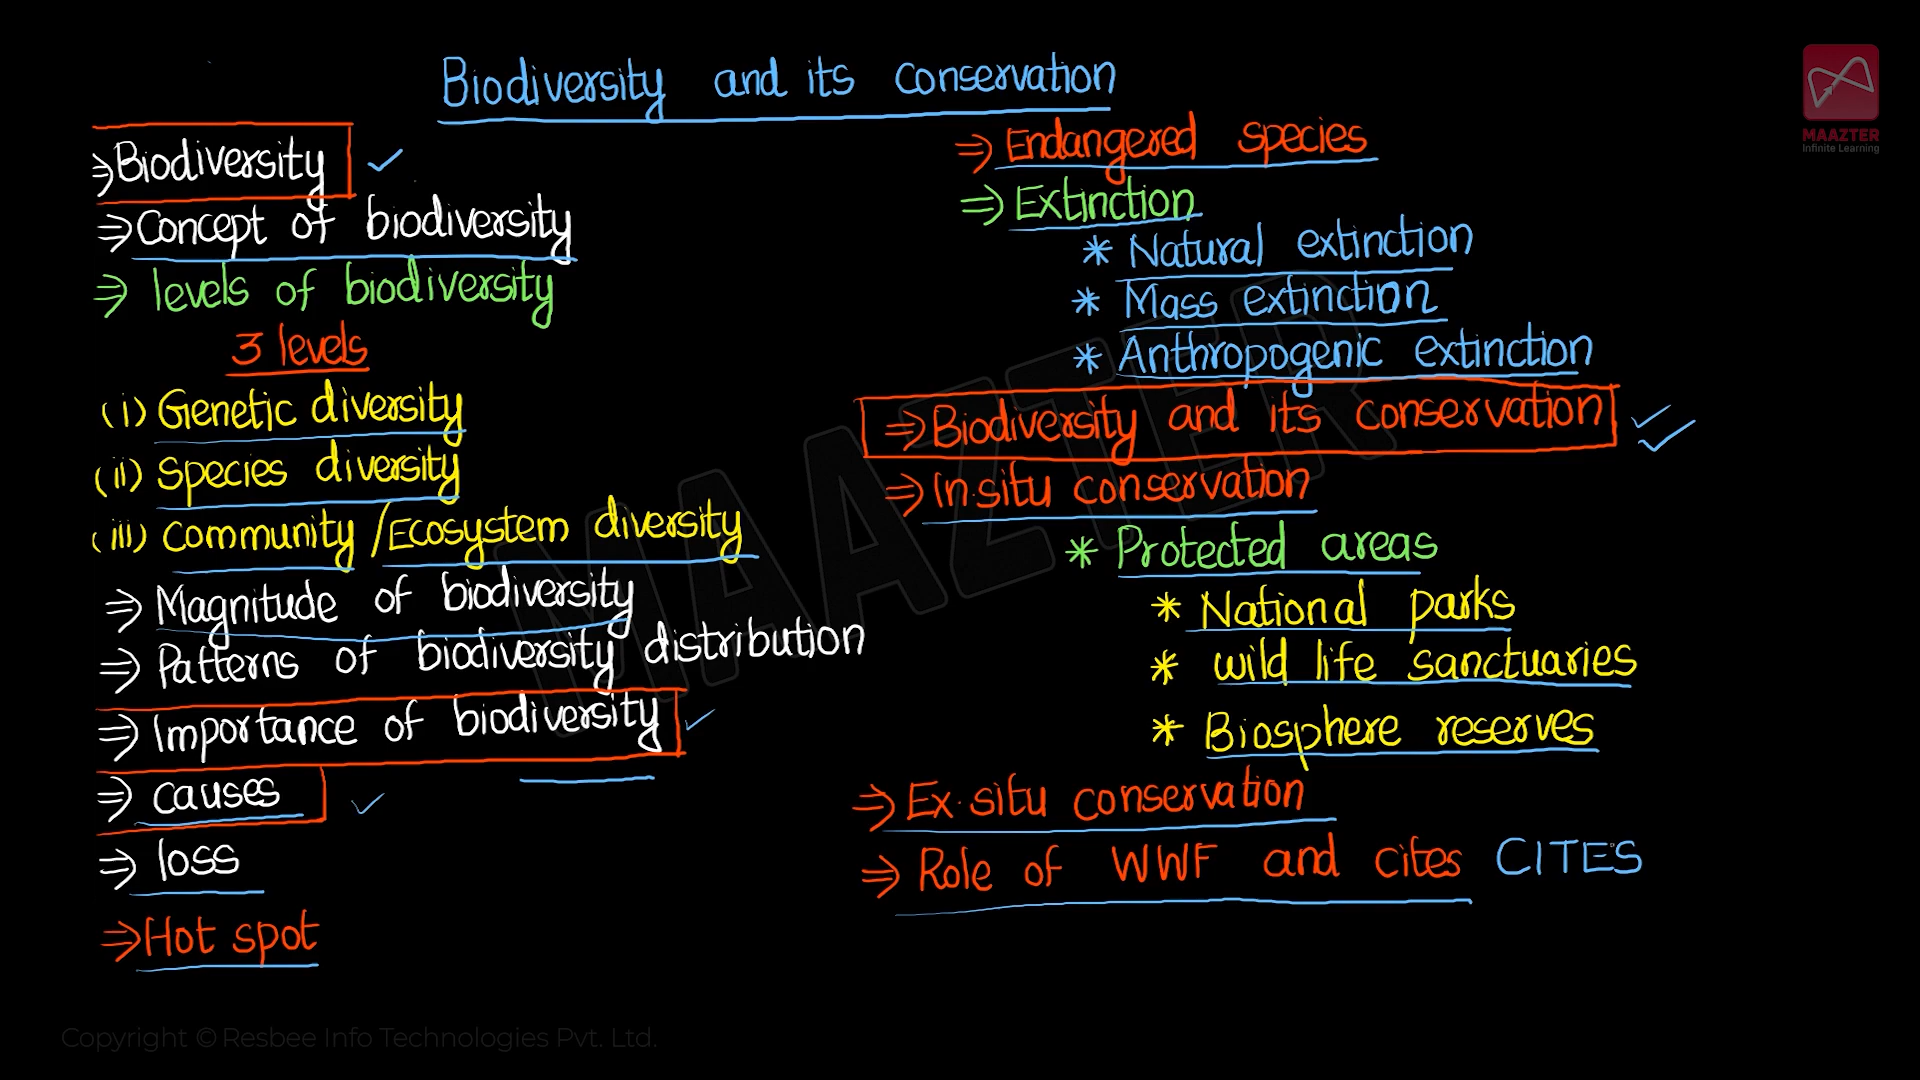 Biodiversity and its conservation
⇒ Biodiversity ✓
⇒ Concept of biodiversity
⇒ levels of biodiversity
3 levels
(i) Genetic diversity
(ii) Species diversity
(iii) Community / Ecosystem diversity
⇒ Magnitude of biodiversity
⇒ Patterns of biodiversity distribution
⇒ Importance of biodiversity ✓
⇒ causes ✓
⇒ loss
⇒ Hot spot
⇒ Endangered species
⇒ Extinction
* Natural extinction
* Mass extinction
* Anthropogenic extinction
⇒ Biodiversity and its conservation ✓✓
⇒ In.situ conservation
* Protected areas
* National parks
* wild life sanctuaries
* Biosphere reserves
⇒ Ex.situ conservation
⇒ Role of WWF and cites CITES
MAAZTER
Infinite Learning
MAAZTER
Copyright © Resbee Info Technologies Pvt. Ltd.